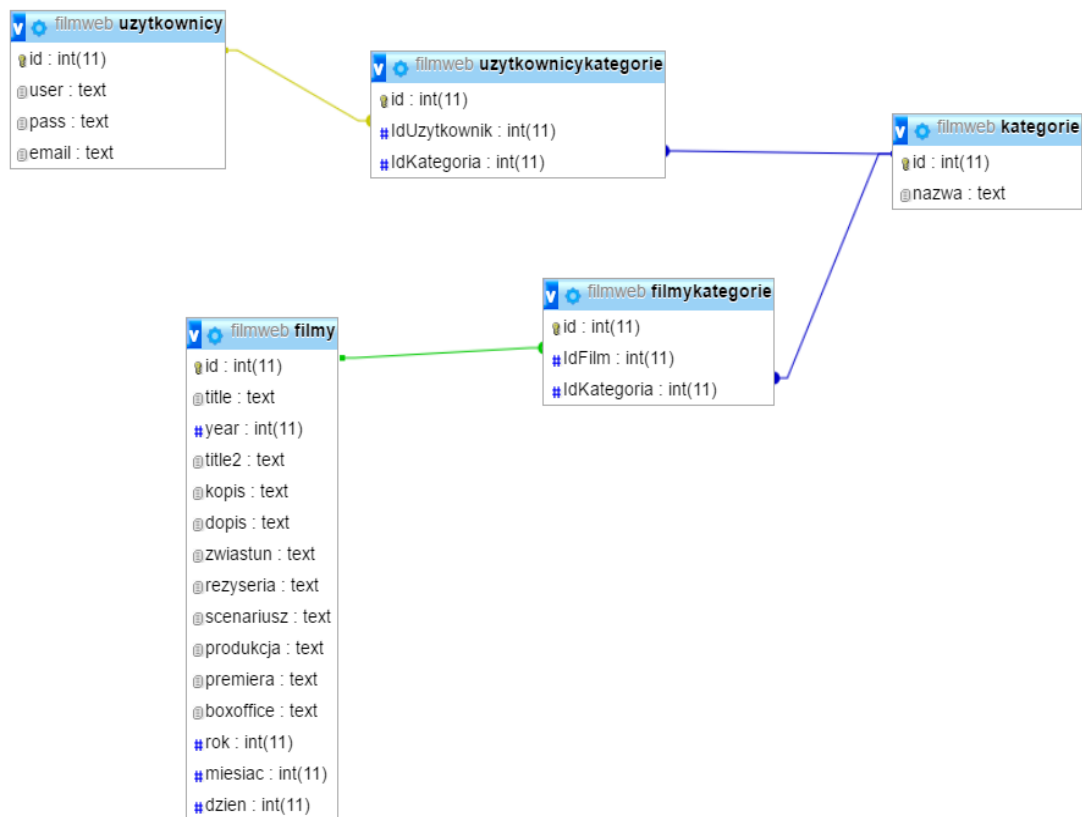 v filmweb uzytkownicy
id : int(11)
user : text
pass : text
email : text
v filmweb uzytkownicykategorie
id : int(11)
#IdUzytkownik : int(11)
#IdKategoria : int(11)
v filmweb kategorie
id : int(11)
nazwa : text
v filmweb filmykategorie
id : int(11)
#IdFilm : int(11)
#IdKategoria : int(11)
v filmweb filmy
id : int(11)
title : text
#year : int(11)
title2 : text
kopis : text
dopis : text
zwiastun : text
rezyseria : text
scenariusz : text
produkcja : text
premiera : text
boxoffice : text
#rok : int(11)
#miesiac : int(11)
#dzien : int(11)